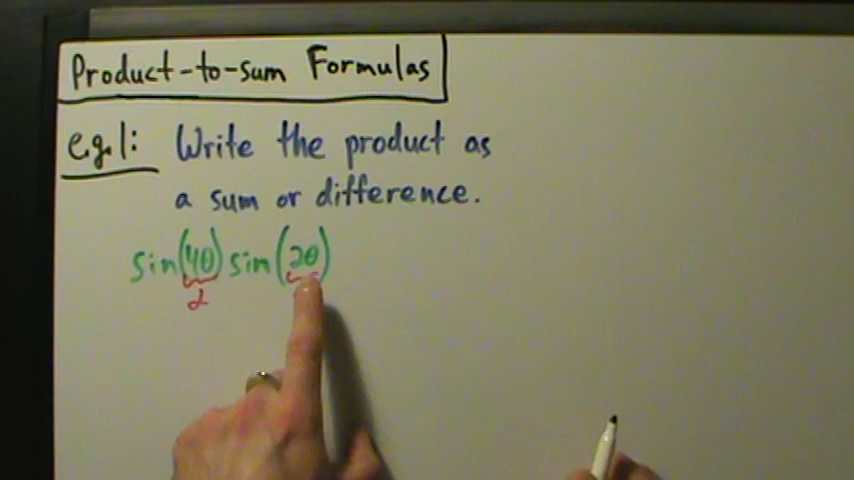 Product-to-sum Formulas
e.g.1: Write the product as
a sum or difference.
sin(4θ) sin(2θ)
α